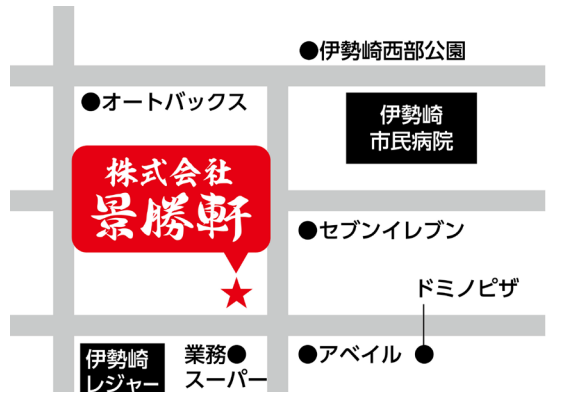 ●伊勢崎西部公園
●オートバックス
伊勢崎
市民病院
株式会社
景勝軒
●セブンイレブン
ドミノピザ
伊勢崎
レジャー
業務●
スーパー
●アベイル